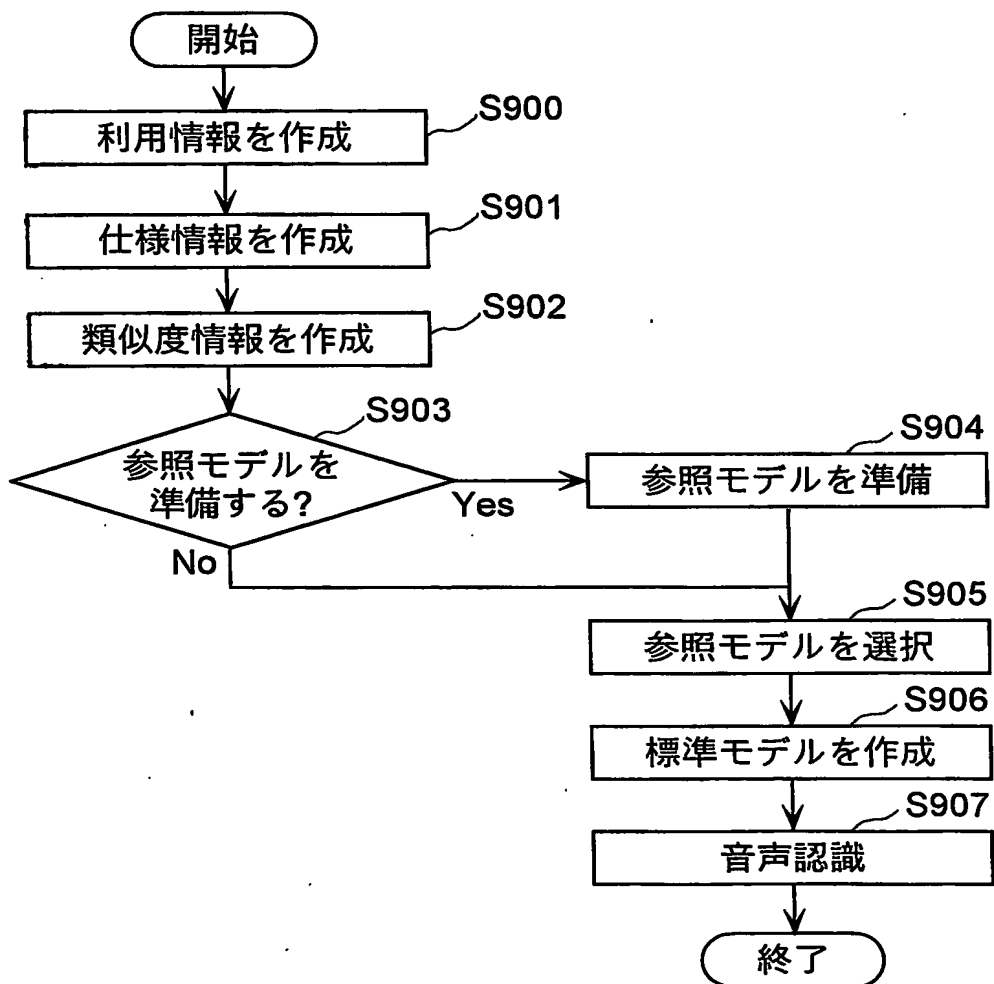 開始
S900
利用情報を作成
S901
仕様情報を作成
S902
類似度情報を作成
S903
参照モデルを
準備する?
Yes
No
S904
参照モデルを準備
S905
参照モデルを選択
S906
標準モデルを作成
S907
音声認識
終了